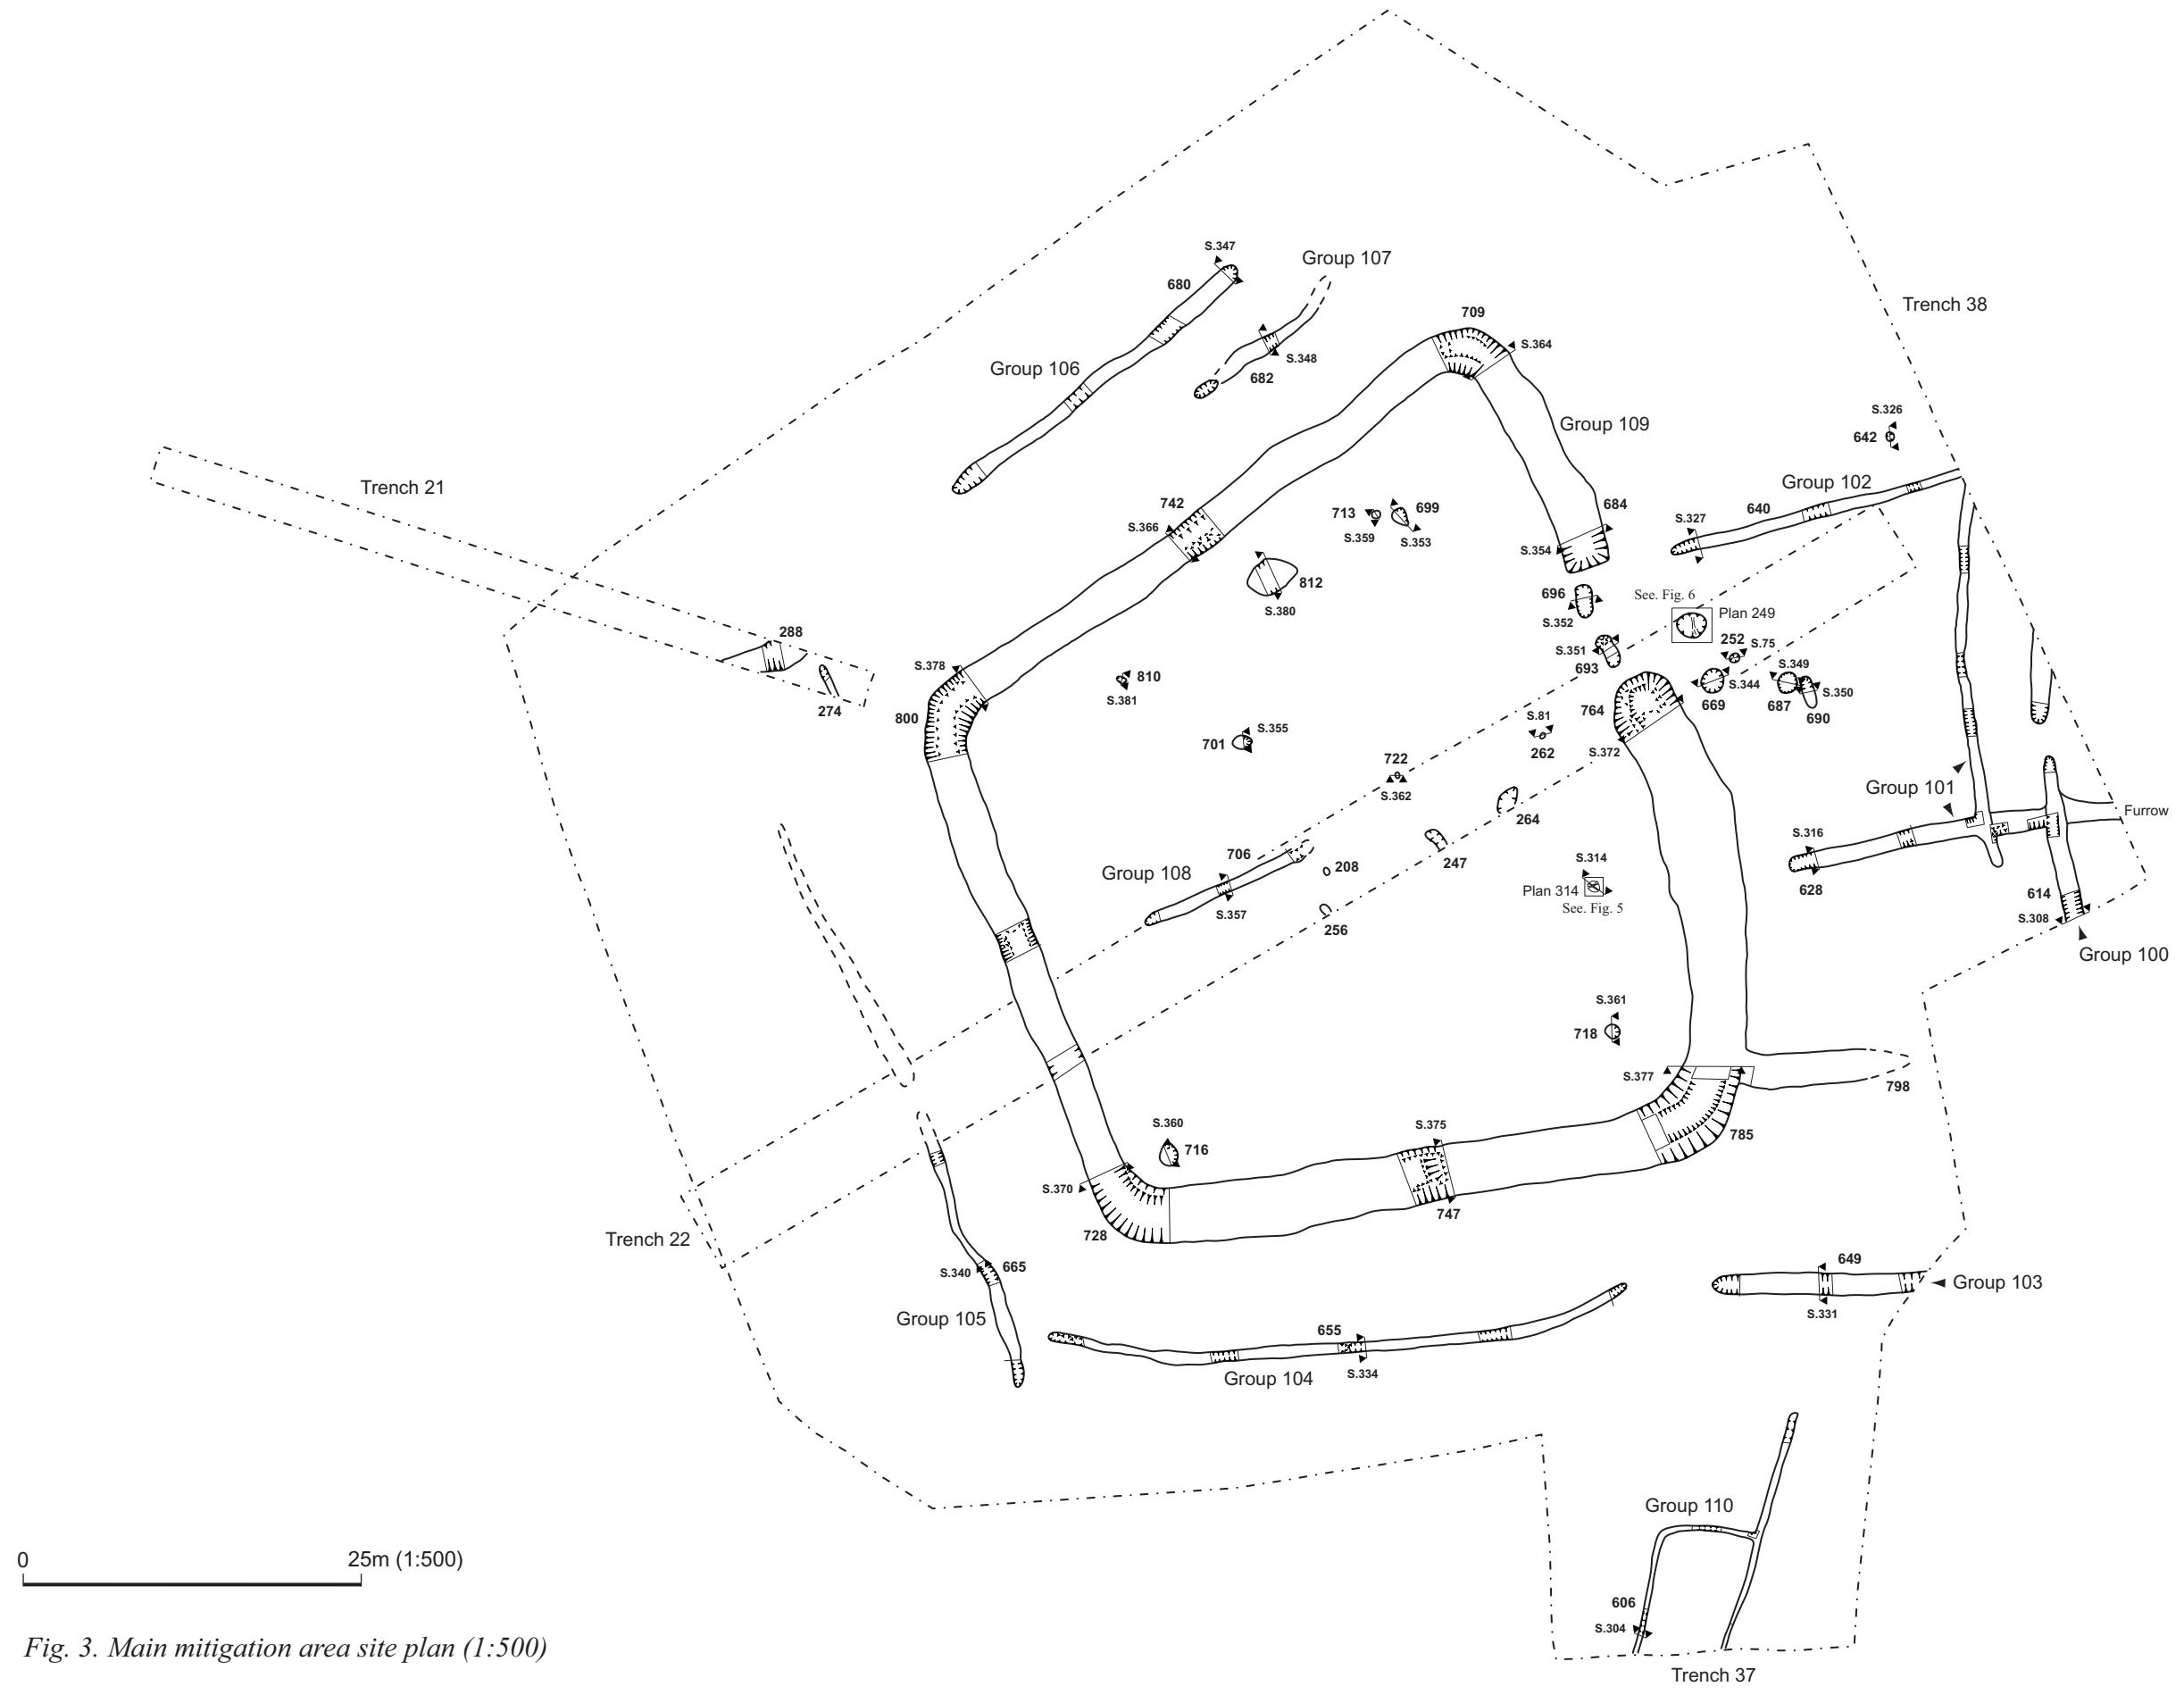 S.347
Group 107
680
Trench 38
709
S.364
S.348
Group 106
682
Group 109
S.326
642
Trench 21
Group 102
742
713
699
684
640
S.366
S.359
S.353
S.354
S.327
812
S.380
696
See. Fig. 6
Plan 249
S.352
288
252
S.75
S.351
S.349
S.378
810
693
S.344
S.350
S.381
669
687
690
274
800
764
S.81
S.355
701
262
S.372
722
S.362
Group 101
264
Furrow
S.316
706
247
S.314
208
Group 108
Plan 314
628
614
See. Fig. 5
S.357
S.308
256
Group 100
S.361
718
S.377
798
S.360
S.375
785
716
S.370
747
728
Trench 22
649
S.340
665
Group 103
Group 105
655
S.331
S.334
Group 104
Group 110
0
25m (1:500)
606
S.304
Fig. 3. Main mitigation area site plan (1:500)
Trench 37